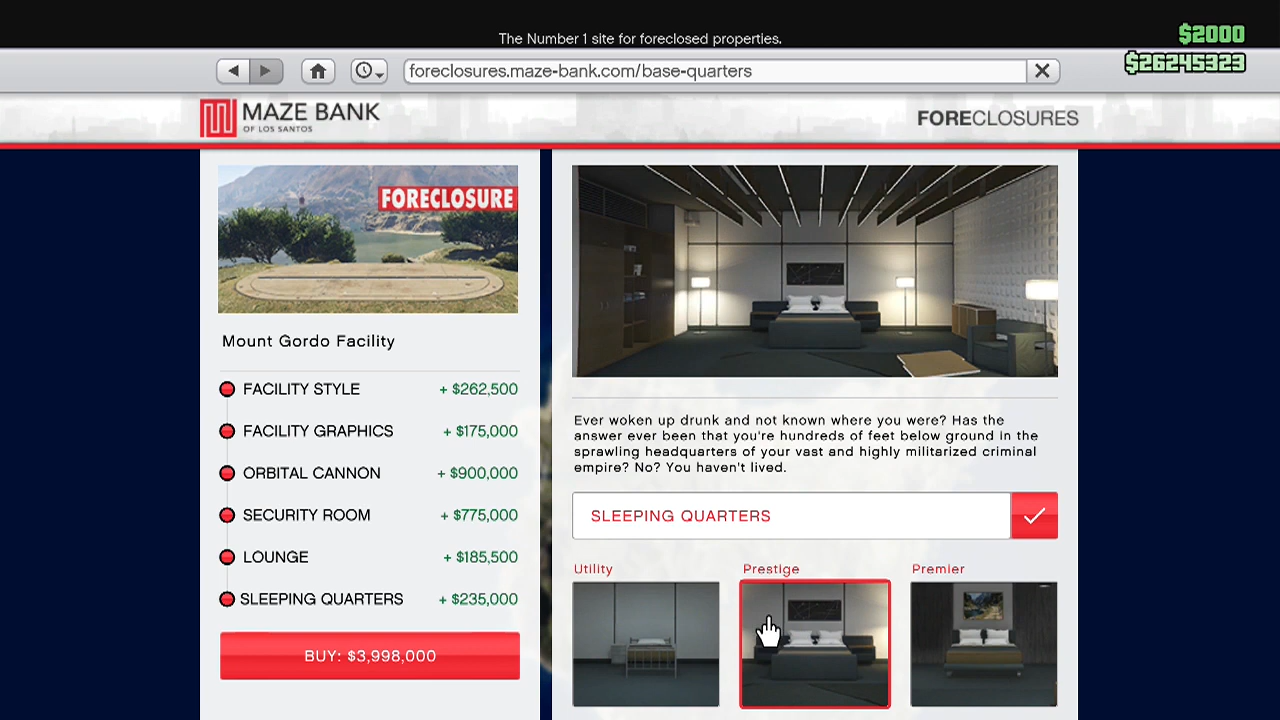 The Number 1 site for foreclosed properties.
$2000
$26245323
foreclosures.maze-bank.com/base-quarters
MAZE BANK
OF LOS SANTOS
FORECLOSURES
FORECLOSURE
Mount Gordo Facility
FACILITY STYLE + $262,500
FACILITY GRAPHICS + $175,000
ORBITAL CANNON + $900,000
SECURITY ROOM + $775,000
LOUNGE + $185,500
SLEEPING QUARTERS + $235,000
BUY: $3,998,000
Ever woken up drunk and not known where you were? Has the
answer ever been that you're hundreds of feet below ground in the
sprawling headquarters of your vast and highly militarized criminal
empire? No? You haven't lived.
SLEEPING QUARTERS
Utility
Prestige
Premier